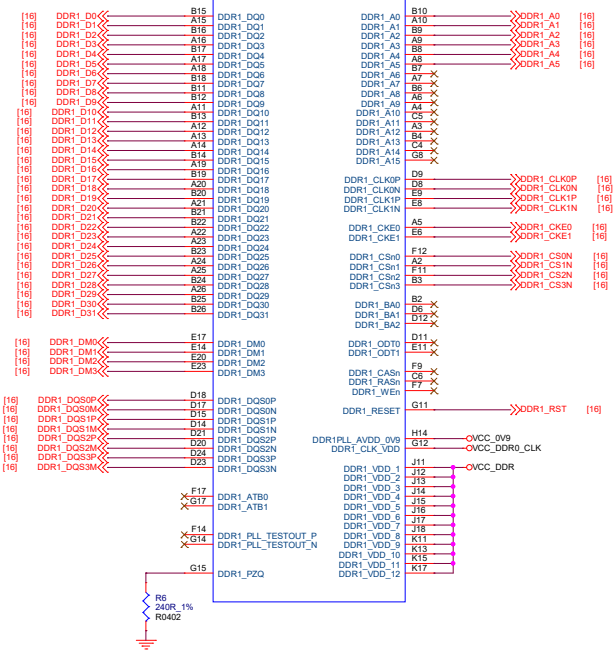 [16] DDR1_D0 B15 DDR1_DQ0
[16] DDR1_D1 A15 DDR1_DQ1
[16] DDR1_D2 B16 DDR1_DQ2
[16] DDR1_D3 A16 DDR1_DQ3
[16] DDR1_D4 B17 DDR1_DQ4
[16] DDR1_D5 A17 DDR1_DQ5
[16] DDR1_D6 A18 DDR1_DQ6
[16] DDR1_D7 B18 DDR1_DQ7
[16] DDR1_D8 B11 DDR1_DQ8
[16] DDR1_D9 B12 DDR1_DQ9
[16] DDR1_D10 A11 DDR1_DQ10
[16] DDR1_D11 B13 DDR1_DQ11
[16] DDR1_D12 A12 DDR1_DQ12
[16] DDR1_D13 A13 DDR1_DQ13
[16] DDR1_D14 A14 DDR1_DQ14
[16] DDR1_D15 B14 DDR1_DQ15
[16] DDR1_D16 A19 DDR1_DQ16
[16] DDR1_D17 B19 DDR1_DQ17
[16] DDR1_D18 A20 DDR1_DQ18
[16] DDR1_D19 B20 DDR1_DQ19
[16] DDR1_D20 A21 DDR1_DQ20
[16] DDR1_D21 B21 DDR1_DQ21
[16] DDR1_D22 B22 DDR1_DQ22
[16] DDR1_D23 A22 DDR1_DQ23
[16] DDR1_D24 A23 DDR1_DQ24
[16] DDR1_D25 B23 DDR1_DQ25
[16] DDR1_D26 A24 DDR1_DQ26
[16] DDR1_D27 A25 DDR1_DQ27
[16] DDR1_D28 B24 DDR1_DQ28
[16] DDR1_D29 A26 DDR1_DQ29
[16] DDR1_D30 B25 DDR1_DQ30
[16] DDR1_D31 B26 DDR1_DQ31
[16] DDR1_DM0 E17 DDR1_DM0
[16] DDR1_DM1 E14 DDR1_DM1
[16] DDR1_DM2 E20 DDR1_DM2
[16] DDR1_DM3 E23 DDR1_DM3
[16] DDR1_DQS0P D18 DDR1_DQS0P
[16] DDR1_DQS0M D17 DDR1_DQS0N
[16] DDR1_DQS1P D15 DDR1_DQS1P
[16] DDR1_DQS1M D14 DDR1_DQS1N
[16] DDR1_DQS2P D21 DDR1_DQS2P
[16] DDR1_DQS2M D20 DDR1_DQS2N
[16] DDR1_DQS3P D24 DDR1_DQS3P
[16] DDR1_DQS3M D23 DDR1_DQS3N
F17 DDR1_ATB0
G17 DDR1_ATB1
F14 DDR1_PLL_TESTOUT_P
G14 DDR1_PLL_TESTOUT_N
G15 DDR1_PZQ
R6
240R_1%
R0402
DDR1_A0 B10 DDR1_A0 [16]
DDR1_A1 A10 DDR1_A1 [16]
DDR1_A2 B9 DDR1_A2 [16]
DDR1_A3 A9 DDR1_A3 [16]
DDR1_A4 B8 DDR1_A4 [16]
DDR1_A5 A8 DDR1_A5 [16]
DDR1_A6 B7
DDR1_A7 A7
DDR1_A8 B6
DDR1_A9 A6
DDR1_A10 A4
DDR1_A11 C5
DDR1_A12 A3
DDR1_A13 B4
DDR1_A14 C4
DDR1_A15 G8
DDR1_CLK0P D9 DDR1_CLK0P [16]
DDR1_CLK0N D8 DDR1_CLK0N [16]
DDR1_CLK1P E9 DDR1_CLK1P [16]
DDR1_CLK1N E8 DDR1_CLK1N [16]
DDR1_CKE0 A5 DDR1_CKE0 [16]
DDR1_CKE1 E6 DDR1_CKE1 [16]
DDR1_CSn0 F12 DDR1_CS0N [16]
DDR1_CSn1 A2 DDR1_CS1N [16]
DDR1_CSn2 F11 DDR1_CS2N [16]
DDR1_CSn3 B3 DDR1_CS3N [16]
DDR1_BA0 B2
DDR1_BA1 D6
DDR1_BA2 D12
DDR1_ODT0 D11
DDR1_ODT1 E11
DDR1_CASn F9
DDR1_RASn C6
DDR1_WEn F7
DDR1_RESET G11 DDR1_RST [16]
DDR1PLL_AVDD_0V9 H14 VCC_0V9
DDR1_CLK_VDD G12 VCC_DDR0_CLK
DDR1_VDD_1 J11 VCC_DDR
DDR1_VDD_2 J12
DDR1_VDD_3 J13
DDR1_VDD_4 J14
DDR1_VDD_5 J15
DDR1_VDD_6 J16
DDR1_VDD_7 J17
DDR1_VDD_8 J18
DDR1_VDD_9 K11
DDR1_VDD_10 K13
DDR1_VDD_11 K15
DDR1_VDD_12 K17